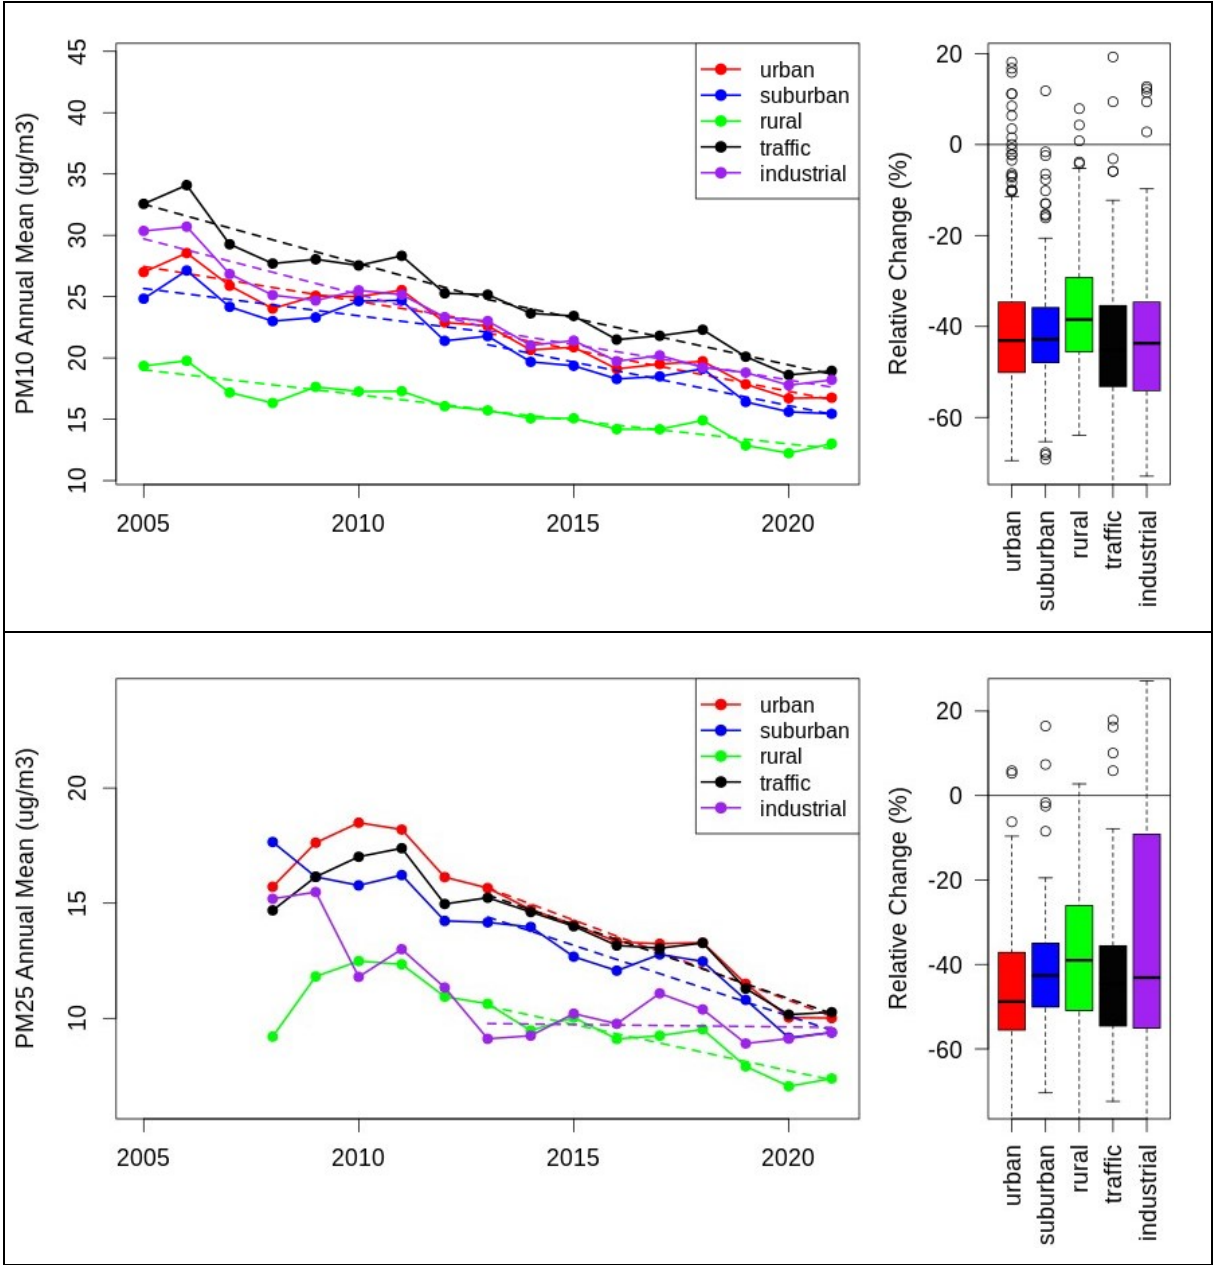 PM10 Annual Mean (ug/m3)
45
40
35
30
25
20
15
10
2005
2010
2015
2020
urban
suburban
rural
traffic
industrial
Relative Change (%)
20
0
-20
-40
-60
urban
suburban
rural
traffic
industrial
PM25 Annual Mean (ug/m3)
20
15
10
2005
2010
2015
2020
urban
suburban
rural
traffic
industrial
Relative Change (%)
20
0
-20
-40
-60
urban
suburban
rural
traffic
industrial